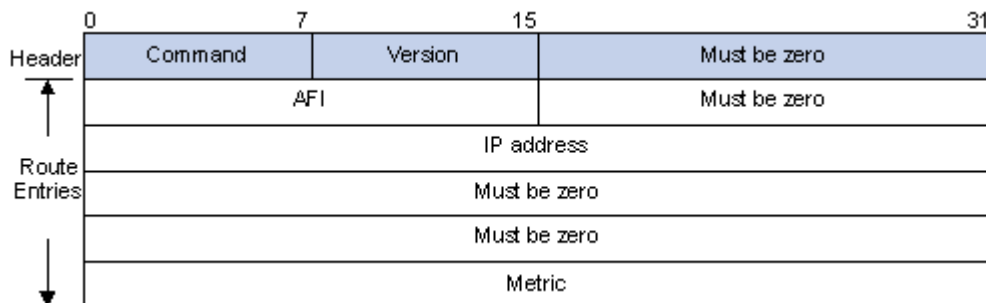 0 7 15 31
Header Command Version Must be zero
AFI Must be zero
IP address
Route Entries
Must be zero
Must be zero
Metric